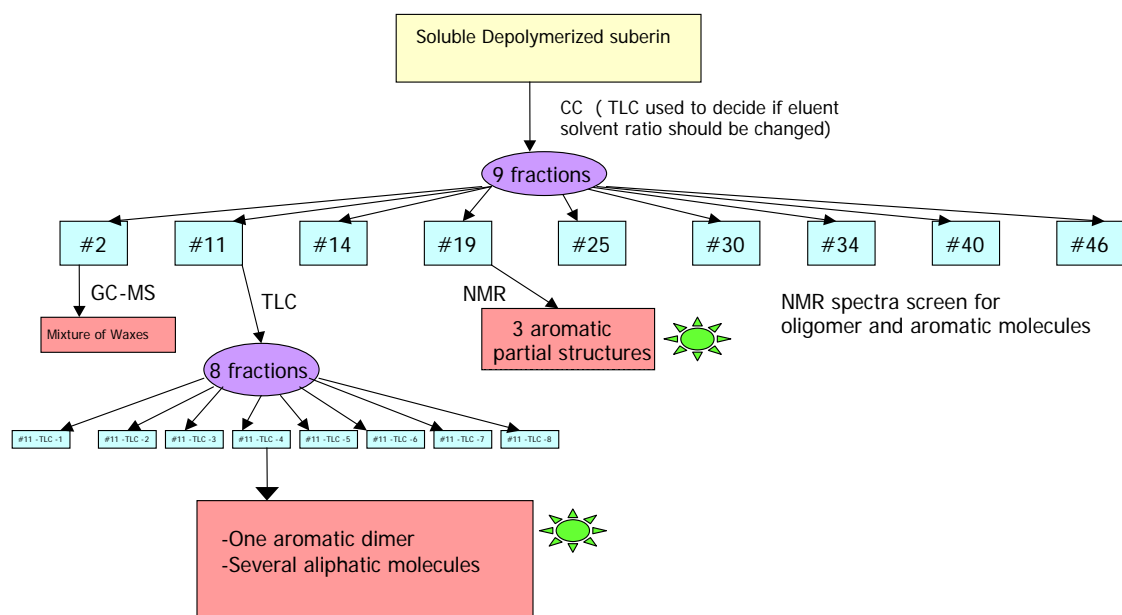 Soluble Depolymerized suberin
CC ( TLC used to decide if eluent
solvent ratio should be changed)
9 fractions
#2
#11
#14
#19
#25
#30
#34
#40
#46
GC-MS
TLC
NMR
NMR spectra screen for
oligomer and aromatic molecules
Mixture of Waxes
3 aromatic
partial structures
8 fractions
#11 -TLC -1
#11 -TLC -2
#11 -TLC -3
#11 -TLC -4
#11 -TLC -5
#11 -TLC -6
#11 -TLC -7
#11 -TLC -8
-One aromatic dimer
-Several aliphatic molecules